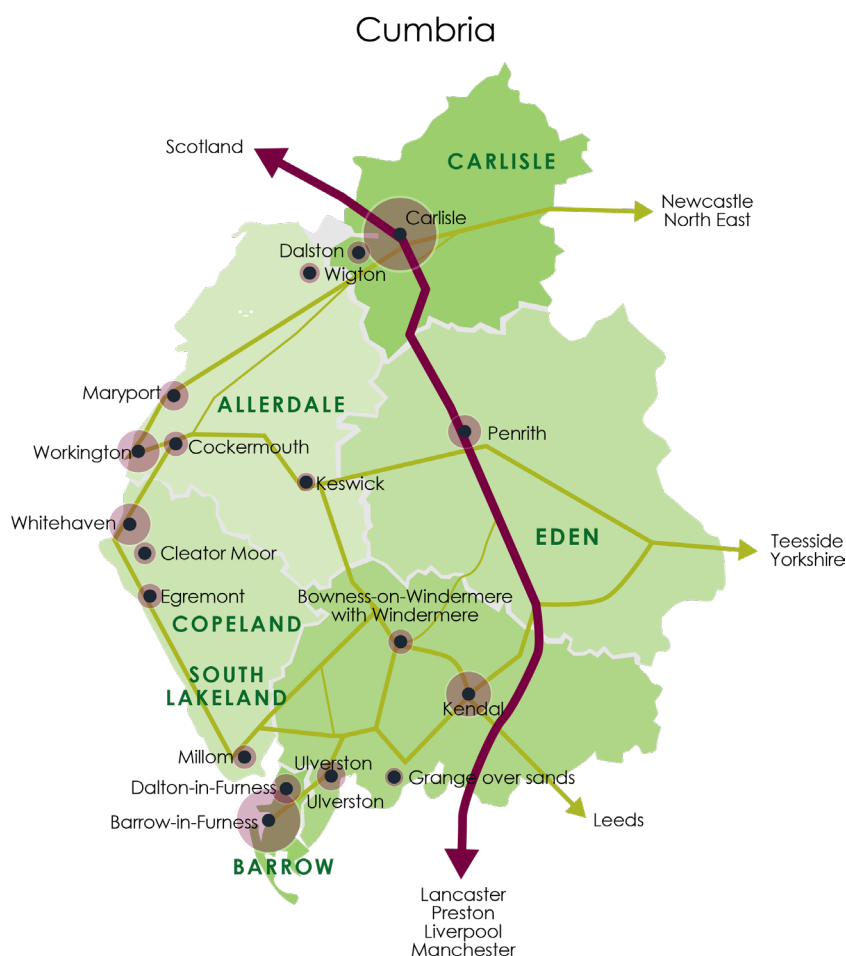 Cumbria
Scotland
CARLISLE
Newcastle
North East
Carlisle
Dalston
Wigton
Maryport
ALLERDALE
Workington
Cockermouth
Penrith
Keswick
Whitehaven
EDEN
Cleator Moor
Teesside
Yorkshire
Egremont
Bowness-on-Windermere
with Windermere
COPELAND
SOUTH
LAKELAND
Kendal
Millom
Ulverston
Grange over sands
Dalton-in-Furness
Ulverston
Barrow-in-Furness
Leeds
BARROW
Lancaster
Preston
Liverpool
Manchester